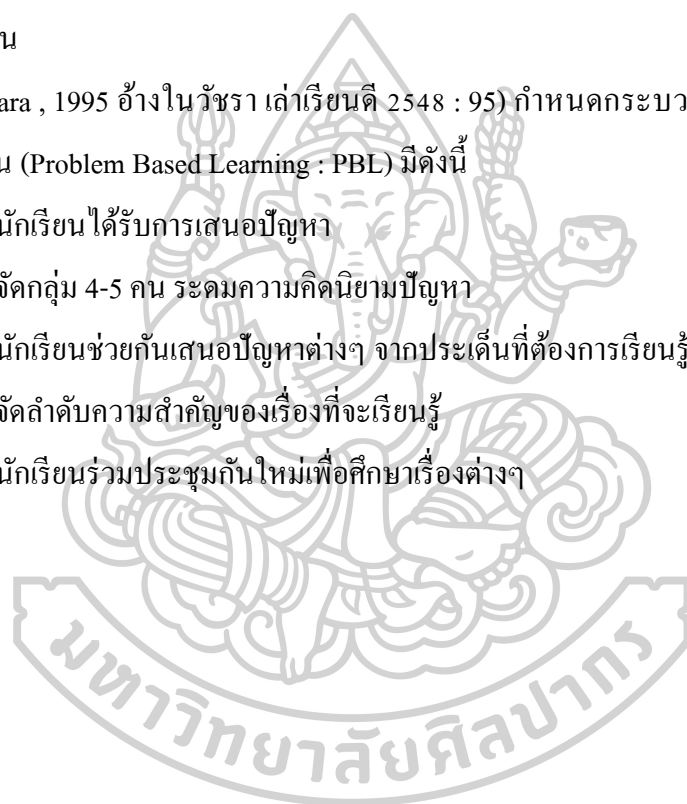 น
ara , 1995 อ้างในวัชรา เล่าเรียนดี 2548 : 95) กำหนดกระบว
น (Problem Based Learning : PBL) มีดังนี้
นักเรียนได้รับการเสนอปัญหา
จัดกลุ่ม 4-5 คน ระดมความคิดนิยามปัญหา
นักเรียนช่วยกันเสนอปัญหาต่างๆ จากประเด็นที่ต้องการเรียนรู้
จัดลำดับความสำคัญของเรื่องที่จะเรียนรู้
นักเรียนร่วมประชุมกันใหม่เพื่อศึกษาเรื่องต่างๆ
มหาวิทยาลัยศิลปากร